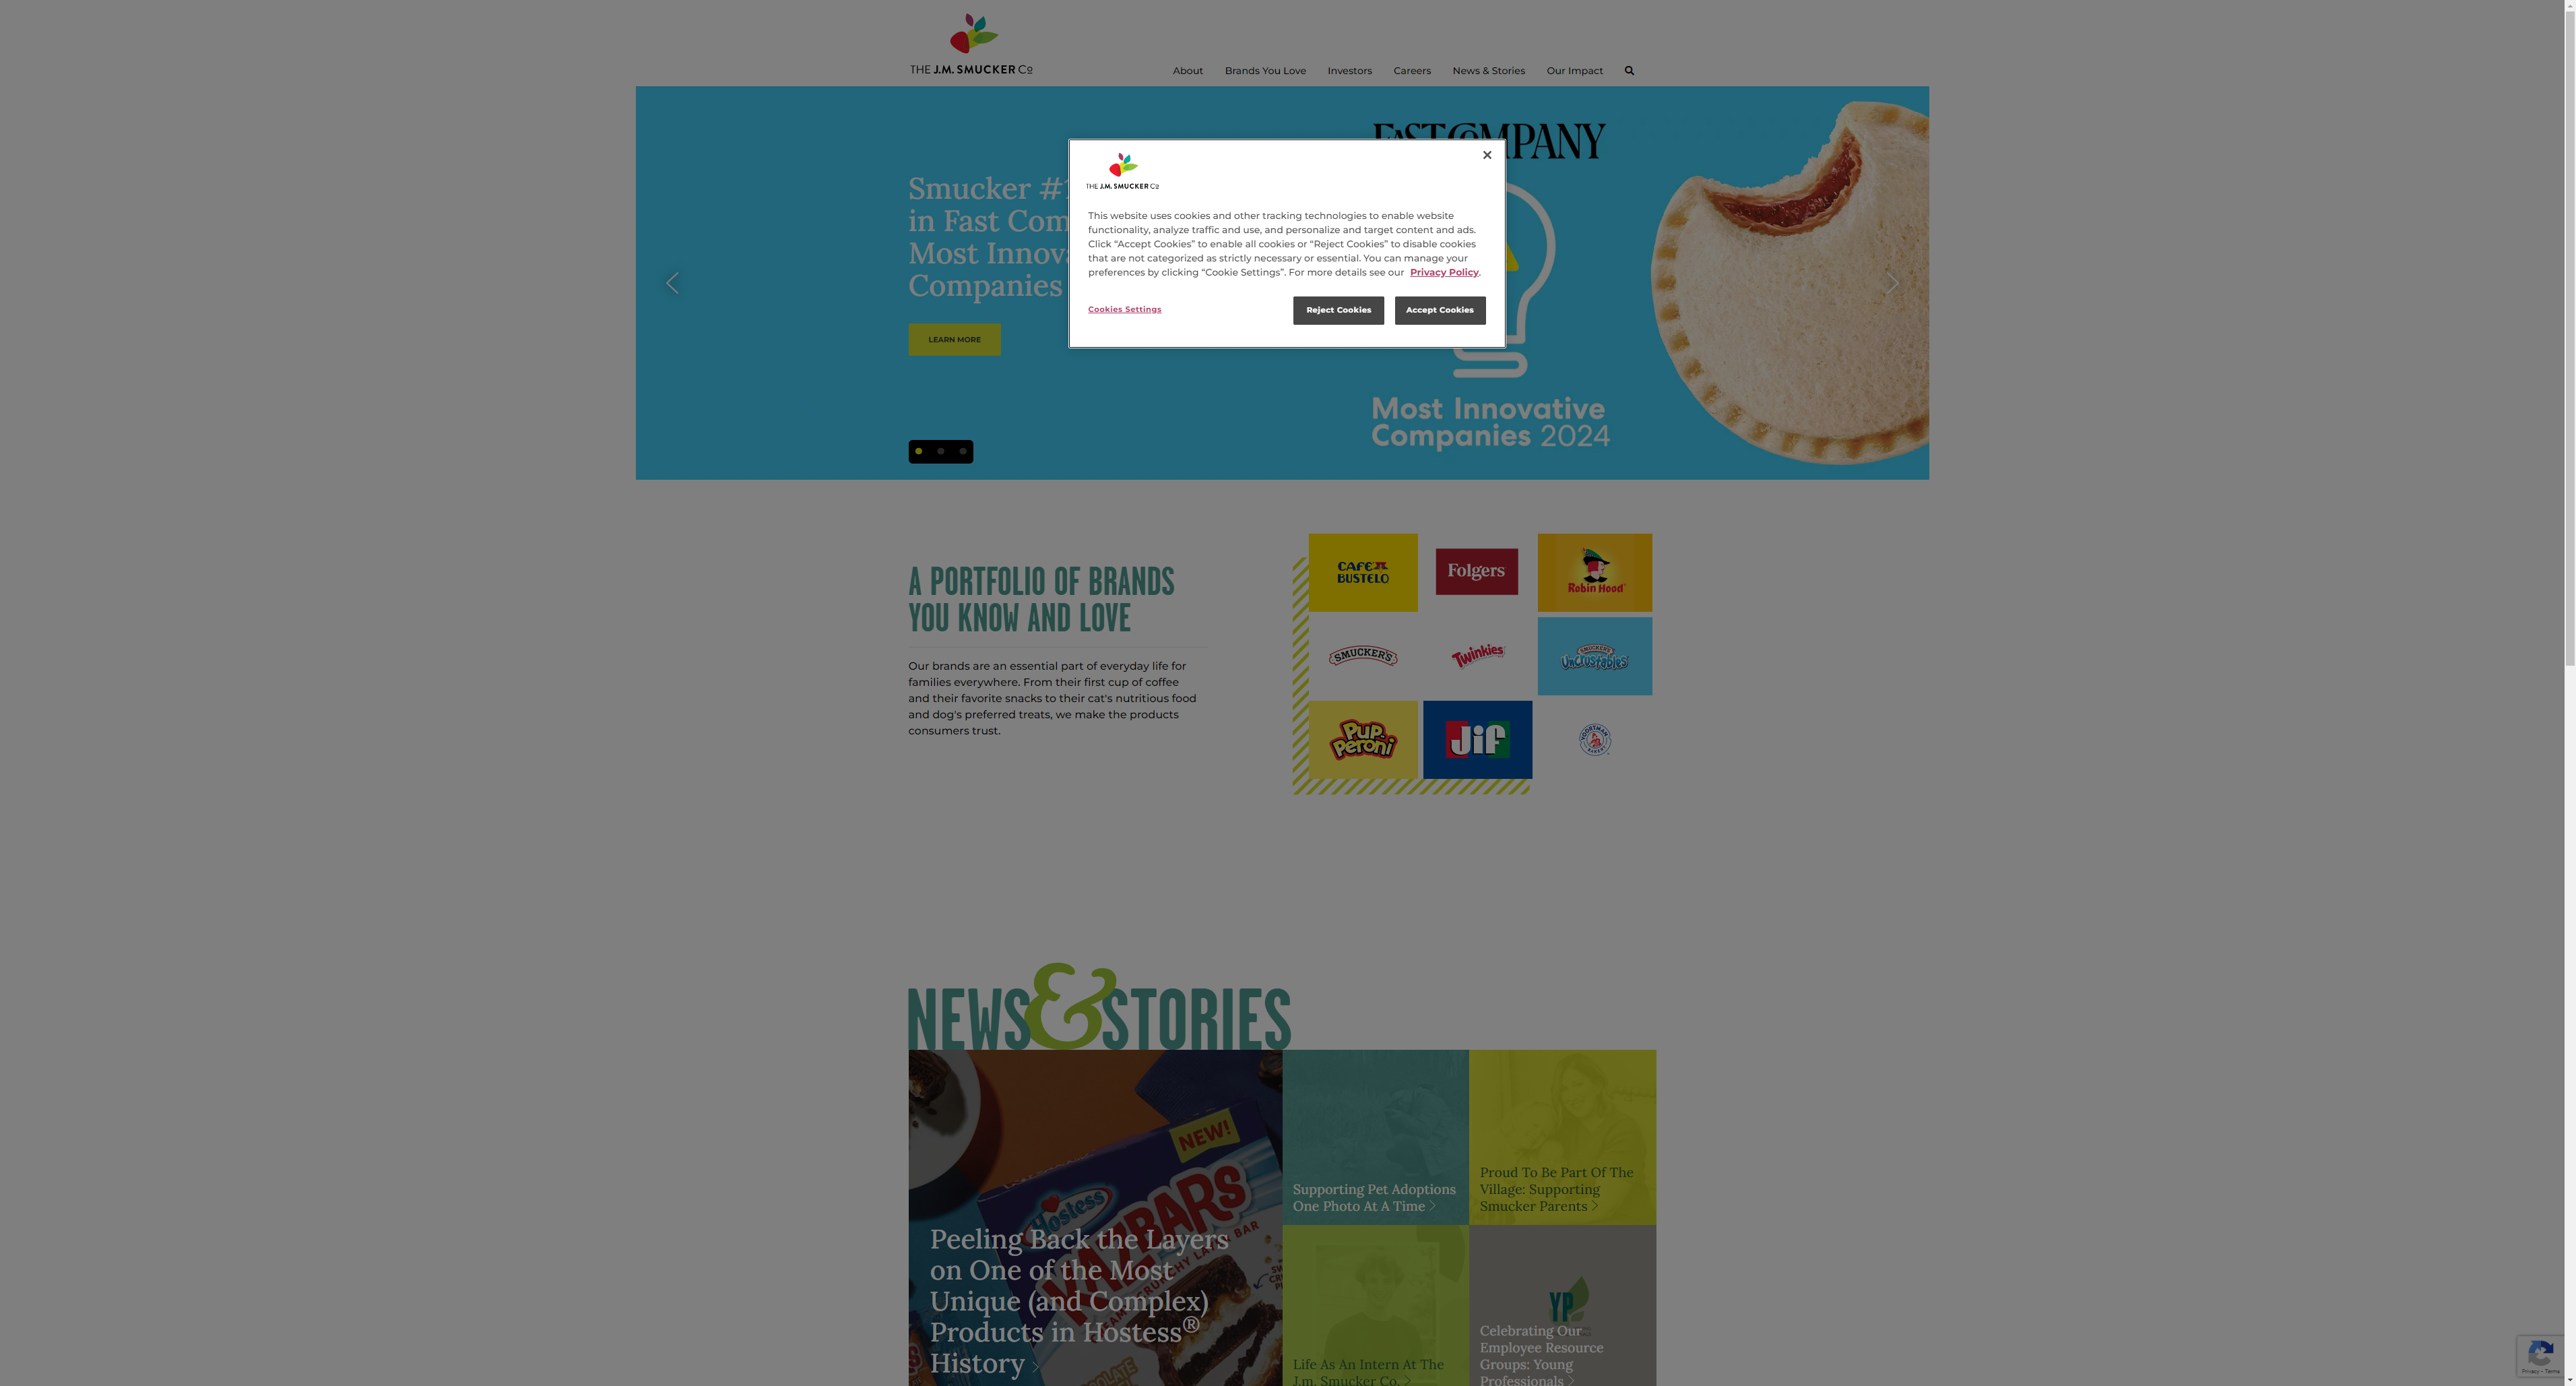 THE J.M. SMUCKER Co
About Brands You Love Investors Careers News & Stories Our Impact
FAST COMPANY
Smucker #1
in Fast Com
Most Innova
Companies
LEARN MORE
Most Innovative
Companies 2024
THE J.M. SMUCKER Co
This website uses cookies and other tracking technologies to enable website
functionality, analyze traffic and use, and personalize and target content and ads.
Click “Accept Cookies” to enable all cookies or “Reject Cookies” to disable cookies
that are not categorized as strictly necessary or essential. You can manage your
preferences by clicking “Cookie Settings”. For more details see our Privacy Policy.
Cookies Settings
Reject Cookies
Accept Cookies
A PORTFOLIO OF BRANDS
YOU KNOW AND LOVE
Our brands are an essential part of everyday life for
families everywhere. From their first cup of coffee
and their favorite snacks to their cat's nutritious food
and dog's preferred treats, we make the products
consumers trust.
CAFÉ
BUSTELO
Folgers
Robin Hood
SMUCKER'S
Twinkies
SMUCKER'S
UNCRUSTABLES
Pup-
Peroni
Jif
VOORTMAN
BAKERY
NEWS & STORIES
NEW!
Hostess
KAZBARS
Peeling Back the Layers
on One of the Most
Unique (and Complex)
Products in Hostess®
History
Supporting Pet Adoptions
One Photo At A Time
Proud To Be Part Of The
Village: Supporting
Smucker Parents
Life As An Intern At The
J.m. Smucker Co.
YP
Celebrating Our
Employee Resource
Groups: Young
Professionals
Privacy - Terms